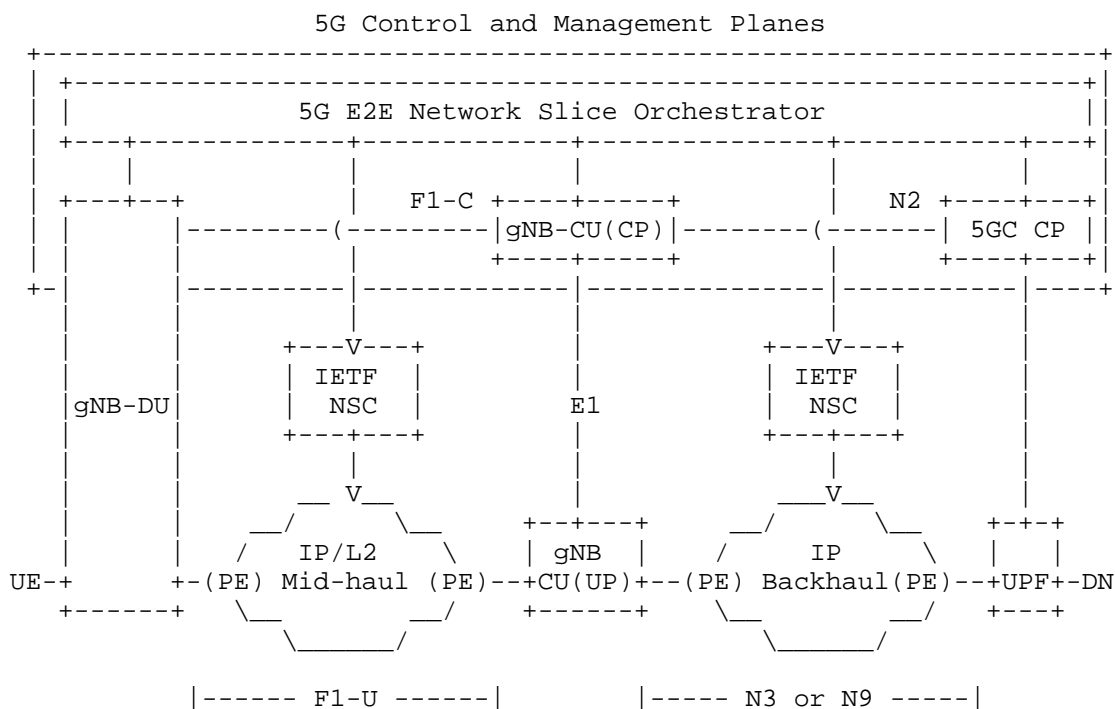 5G Control and Management Planes
5G E2E Network Slice Orchestrator
F1-C N2
gNB-CU(CP) 5GC CP
V V
IETF IETF
gNB-DU NSC E1 NSC
V V
IP/L2 gNB IP
UE (PE) Mid-haul (PE) CU(UP) (PE) Backhaul(PE) UPF DN
F1-U N3 or N9